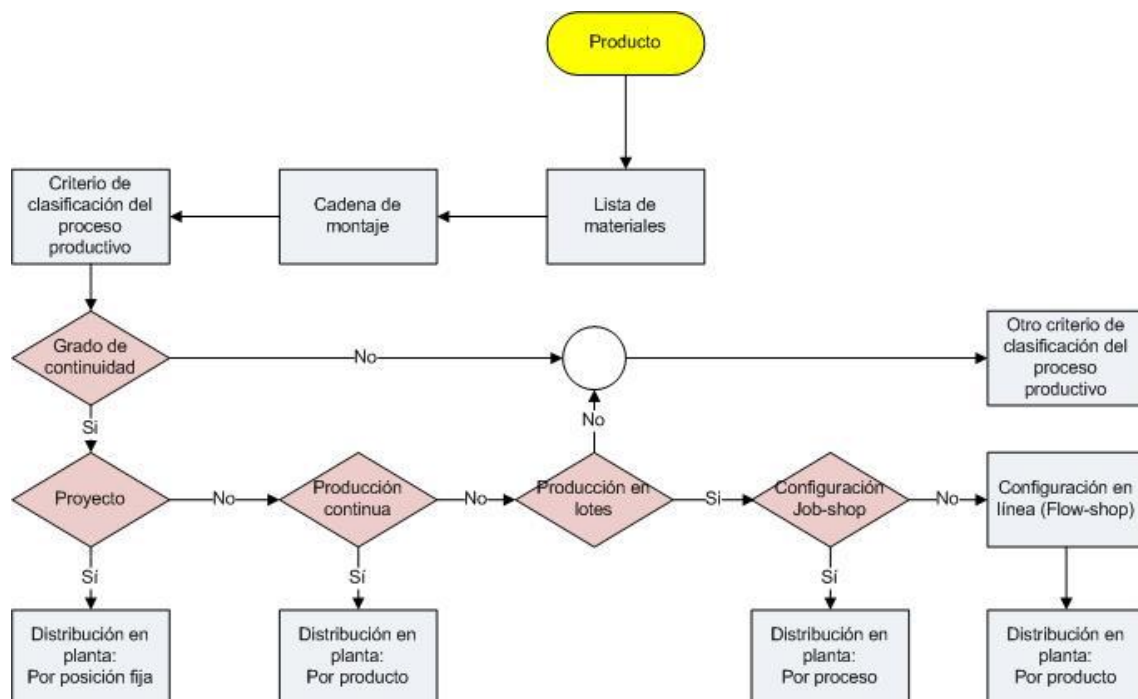 Producto
Criterio de
clasificación del
proceso
productivo
Cadena de
montaje
Lista de
materiales
Grado de
continuidad
No
Otro criterio de
clasificación del
proceso
productivo
Si
No
Proyecto
No
Producción
continua
No
Producción en
lotes
Si
Configuración
Job-shop
No
Configuración en
línea (Flow-shop)
Sí
Sí
Sí
Distribución en
planta:
Por posición fija
Distribución en
planta:
Por producto
Distribución en
planta:
Por proceso
Distribución en
planta:
Por producto